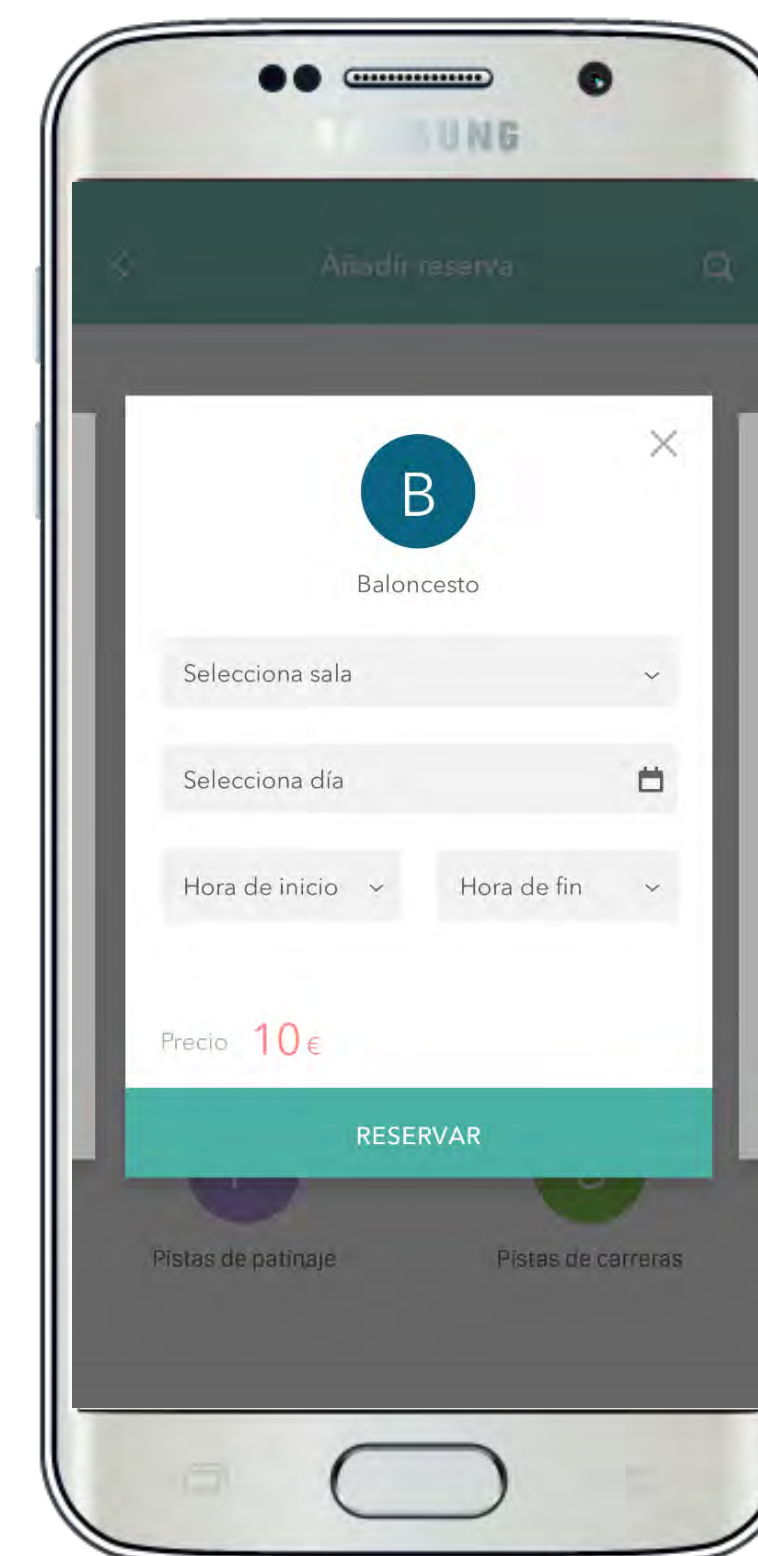 UNG
Añadir reserva
B
Baloncesto
Selecciona sala
Selecciona día
Hora de inicio Hora de fin
Precio 10 €
RESERVAR
Pistas de patinaje Pistas de carreras